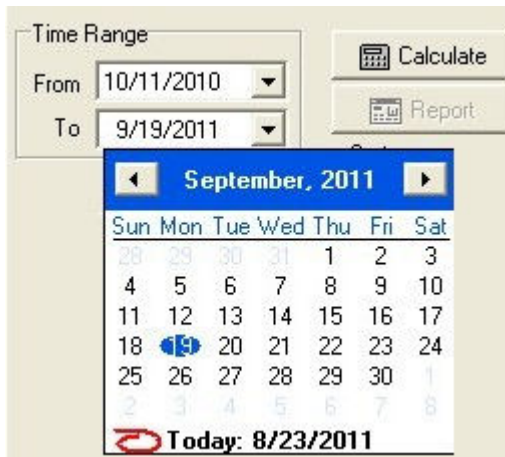 Time Range
From 10/11/2010
To 9/19/2011
Calculate
Report
September, 2011
Sun Mon Tue Wed Thu Fri Sat
28 29 30 31 1 2 3
4 5 6 7 8 9 10
11 12 13 14 15 16 17
18 19 20 21 22 23 24
25 26 27 28 29 30 1
2 3 4 5 6 7 8
Today: 8/23/2011